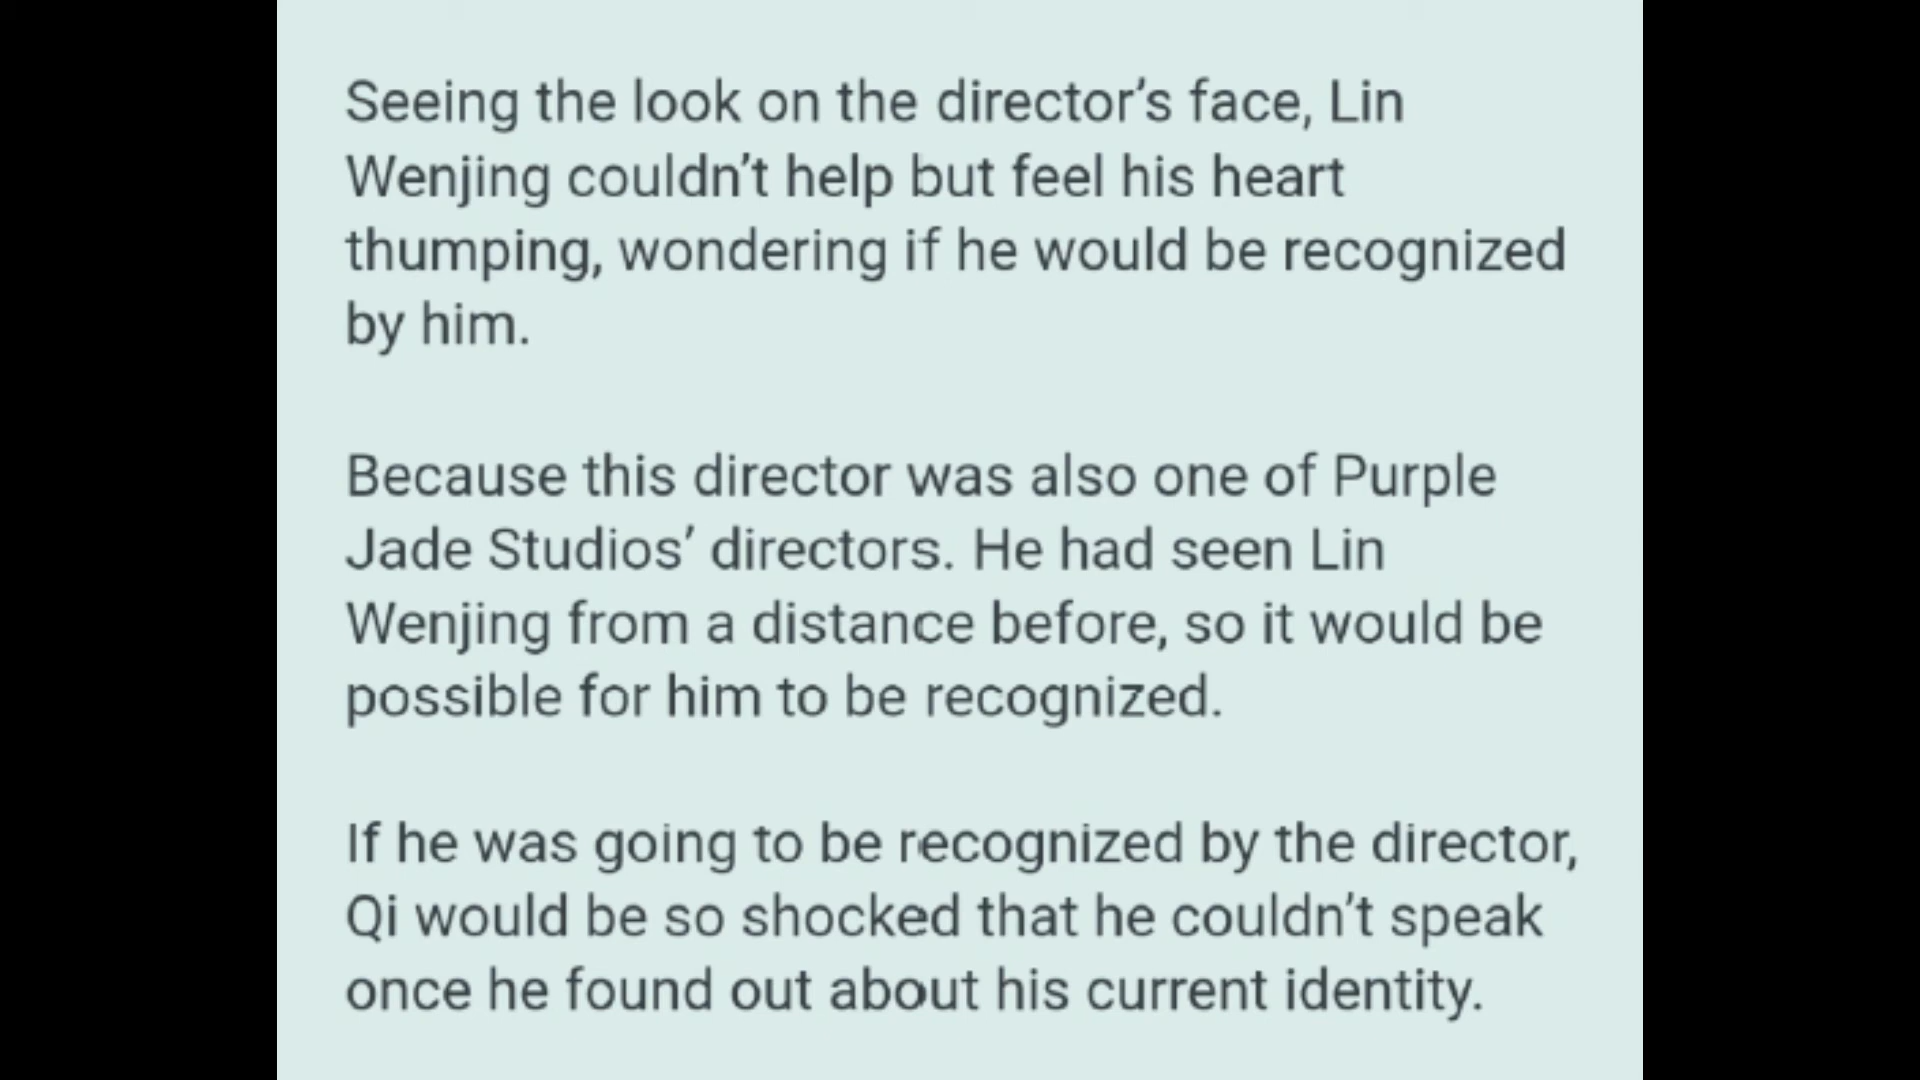 Seeing the look on the director’s face, Lin
Wenjing couldn’t help but feel his heart
thumping, wondering if he would be recognized
by him.
Because this director was also one of Purple
Jade Studios’ directors. He had seen Lin
Wenjing from a distance before, so it would be
possible for him to be recognized.
If he was going to be recognized by the director,
Qi would be so shocked that he couldn’t speak
once he found out about his current identity.